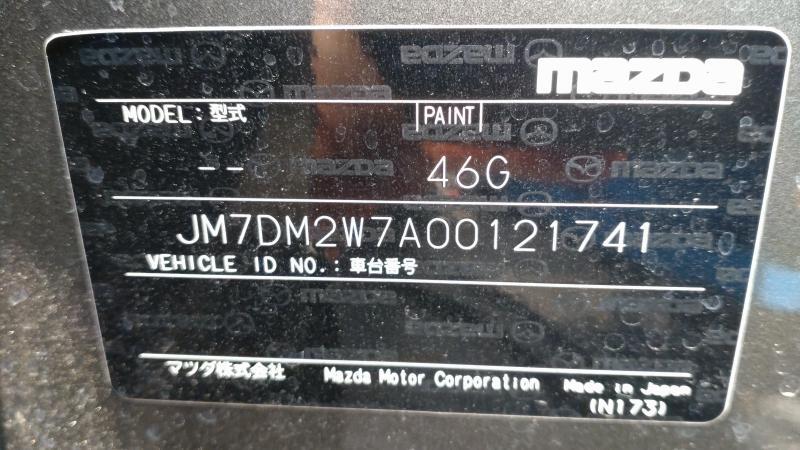 mazda
MODEL：型式 PAINT
-- 46G
JM7DM2W7A00121741
VEHICLE ID NO.：車台番号
マツダ株式会社 Mazda Motor Corporation Made in Japan
(N173)